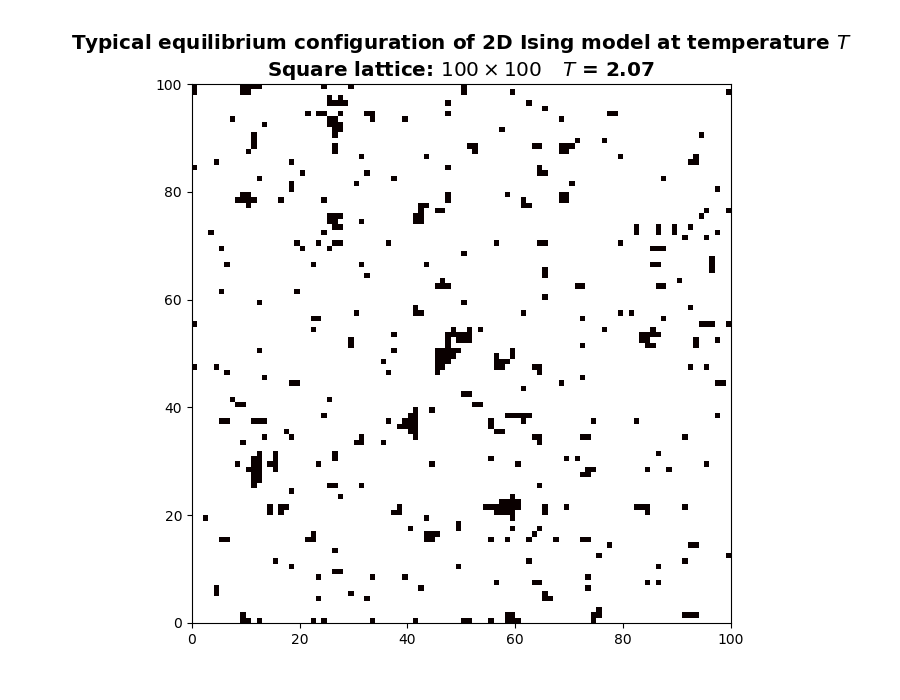 Typical equilibrium configuration of 2D Ising model at temperature T
Square lattice: 100 × 100 T = 2.07
100
80
60
40
20
0
0 20 40 60 80 100